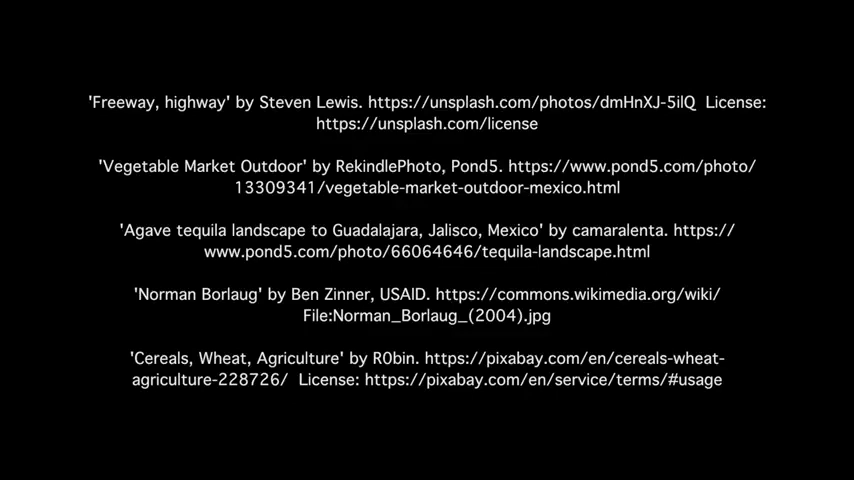 'Freeway, highway' by Steven Lewis. https://unsplash.com/photos/dmHnXJ-5ilQ  License:
https://unsplash.com/license
'Vegetable Market Outdoor' by RekindlePhoto, Pond5. https://www.pond5.com/photo/
13309341/vegetable-market-outdoor-mexico.html
'Agave tequila landscape to Guadalajara, Jalisco, Mexico' by camaralenta. https://
www.pond5.com/photo/66064646/tequila-landscape.html
'Norman Borlaug' by Ben Zinner, USAID. https://commons.wikimedia.org/wiki/
File:Norman_Borlaug_(2004).jpg
'Cereals, Wheat, Agriculture' by R0bin. https://pixabay.com/en/cereals-wheat-
agriculture-228726/  License: https://pixabay.com/en/service/terms/#usage